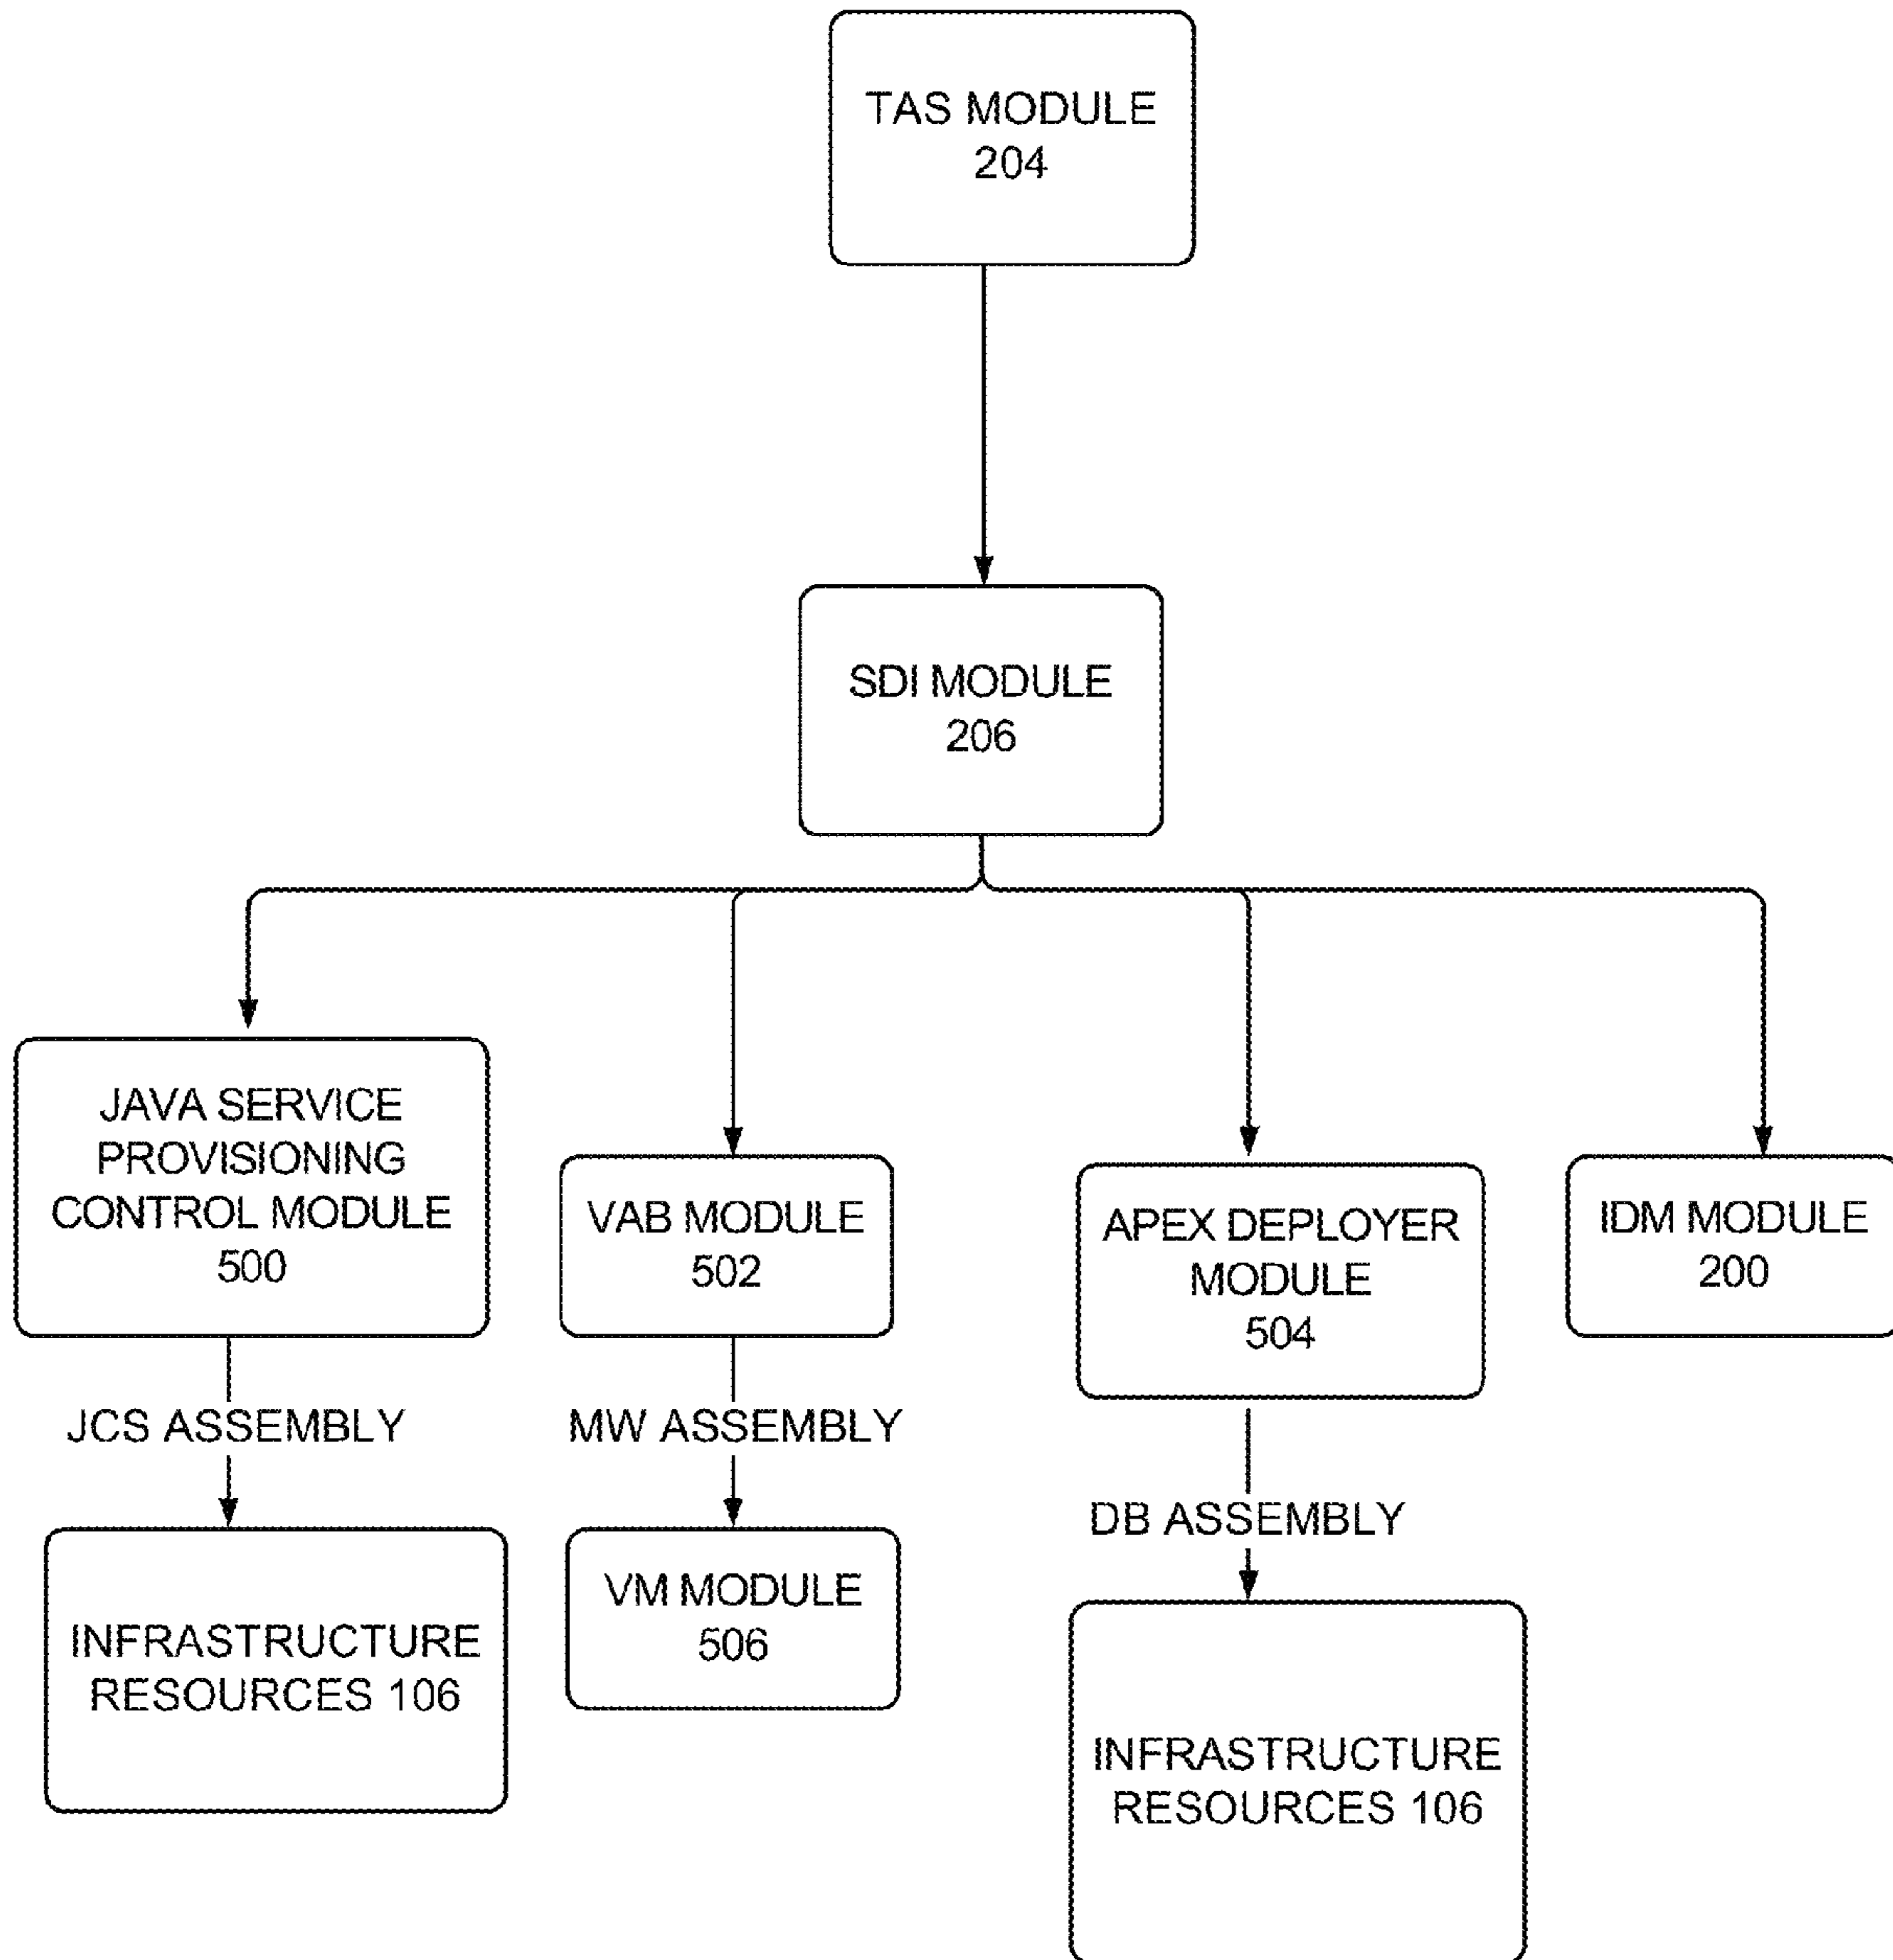 TAS MODULE
204
SDI MODULE
206
JAVA SERVICE
PROVISIONING
CONTROL MODULE
500
VAB MODULE
502
APEX DEPLOYER
MODULE
504
IDM MODULE
200
JCS ASSEMBLY
MW ASSEMBLY
DB ASSEMBLY
INFRASTRUCTURE
RESOURCES 106
VM MODULE
506
INFRASTRUCTURE
RESOURCES 106